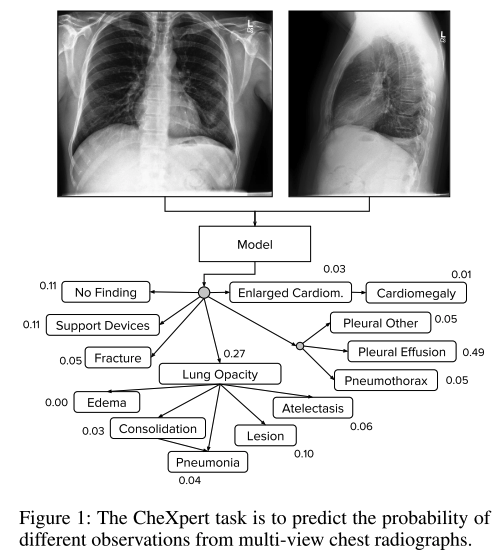 L
L
Model
0.03
0.01
0.11 No Finding Enlarged Cardiom. Cardiomegaly
0.11 Support Devices Pleural Other 0.05
0.05 Fracture 0.27 Pleural Effusion 0.49
Lung Opacity Pneumothorax 0.05
0.00 Edema Atelectasis
0.03 Consolidation 0.06
Lesion
0.10
Pneumonia
0.04
Figure 1: The CheXpert task is to predict the probability of
different observations from multi-view chest radiographs.